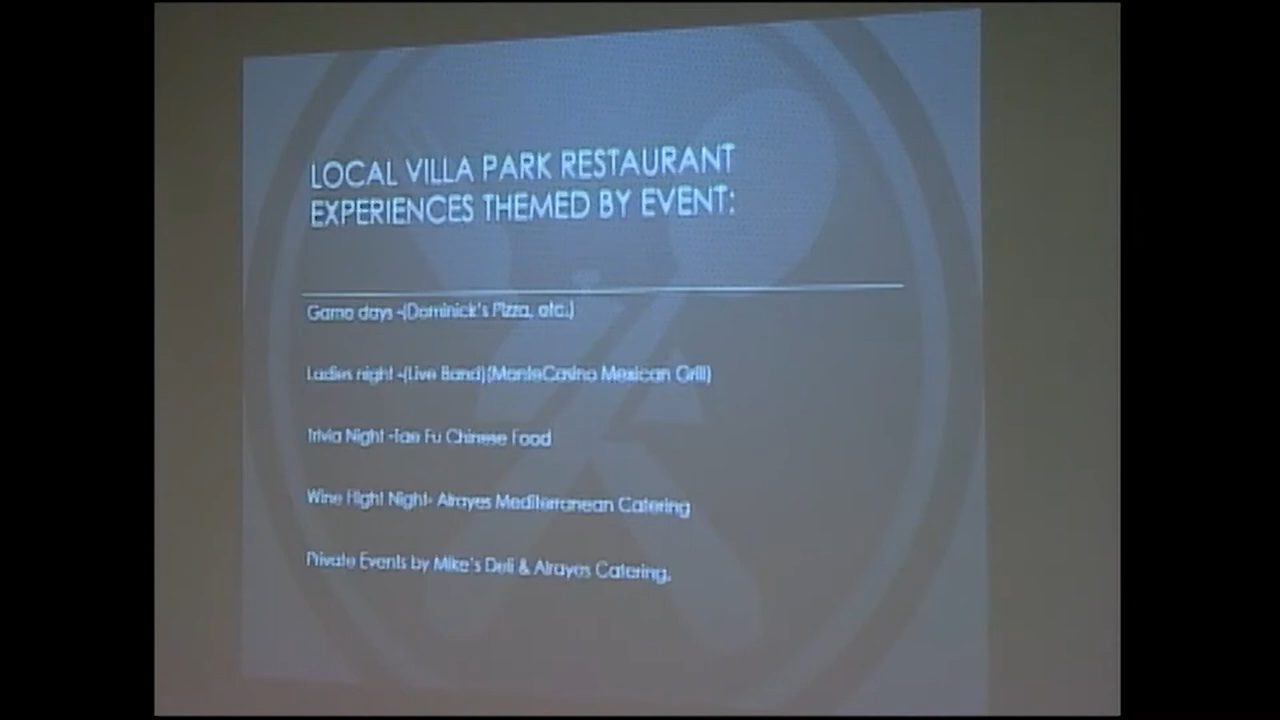 LOCAL VILLA PARK RESTAURANT
EXPERIENCES THEMED BY EVENT:
Game days -(Dominick's Pizza, etc.)
Ladies night -(Live Band)(MonteCasino Mexican Grill)
Trivia Night -Tae Fu Chinese Food
Wine Flight Night- Alrayes Mediterranean Catering
Private Events by Mike's Deli & Alrayes Catering,